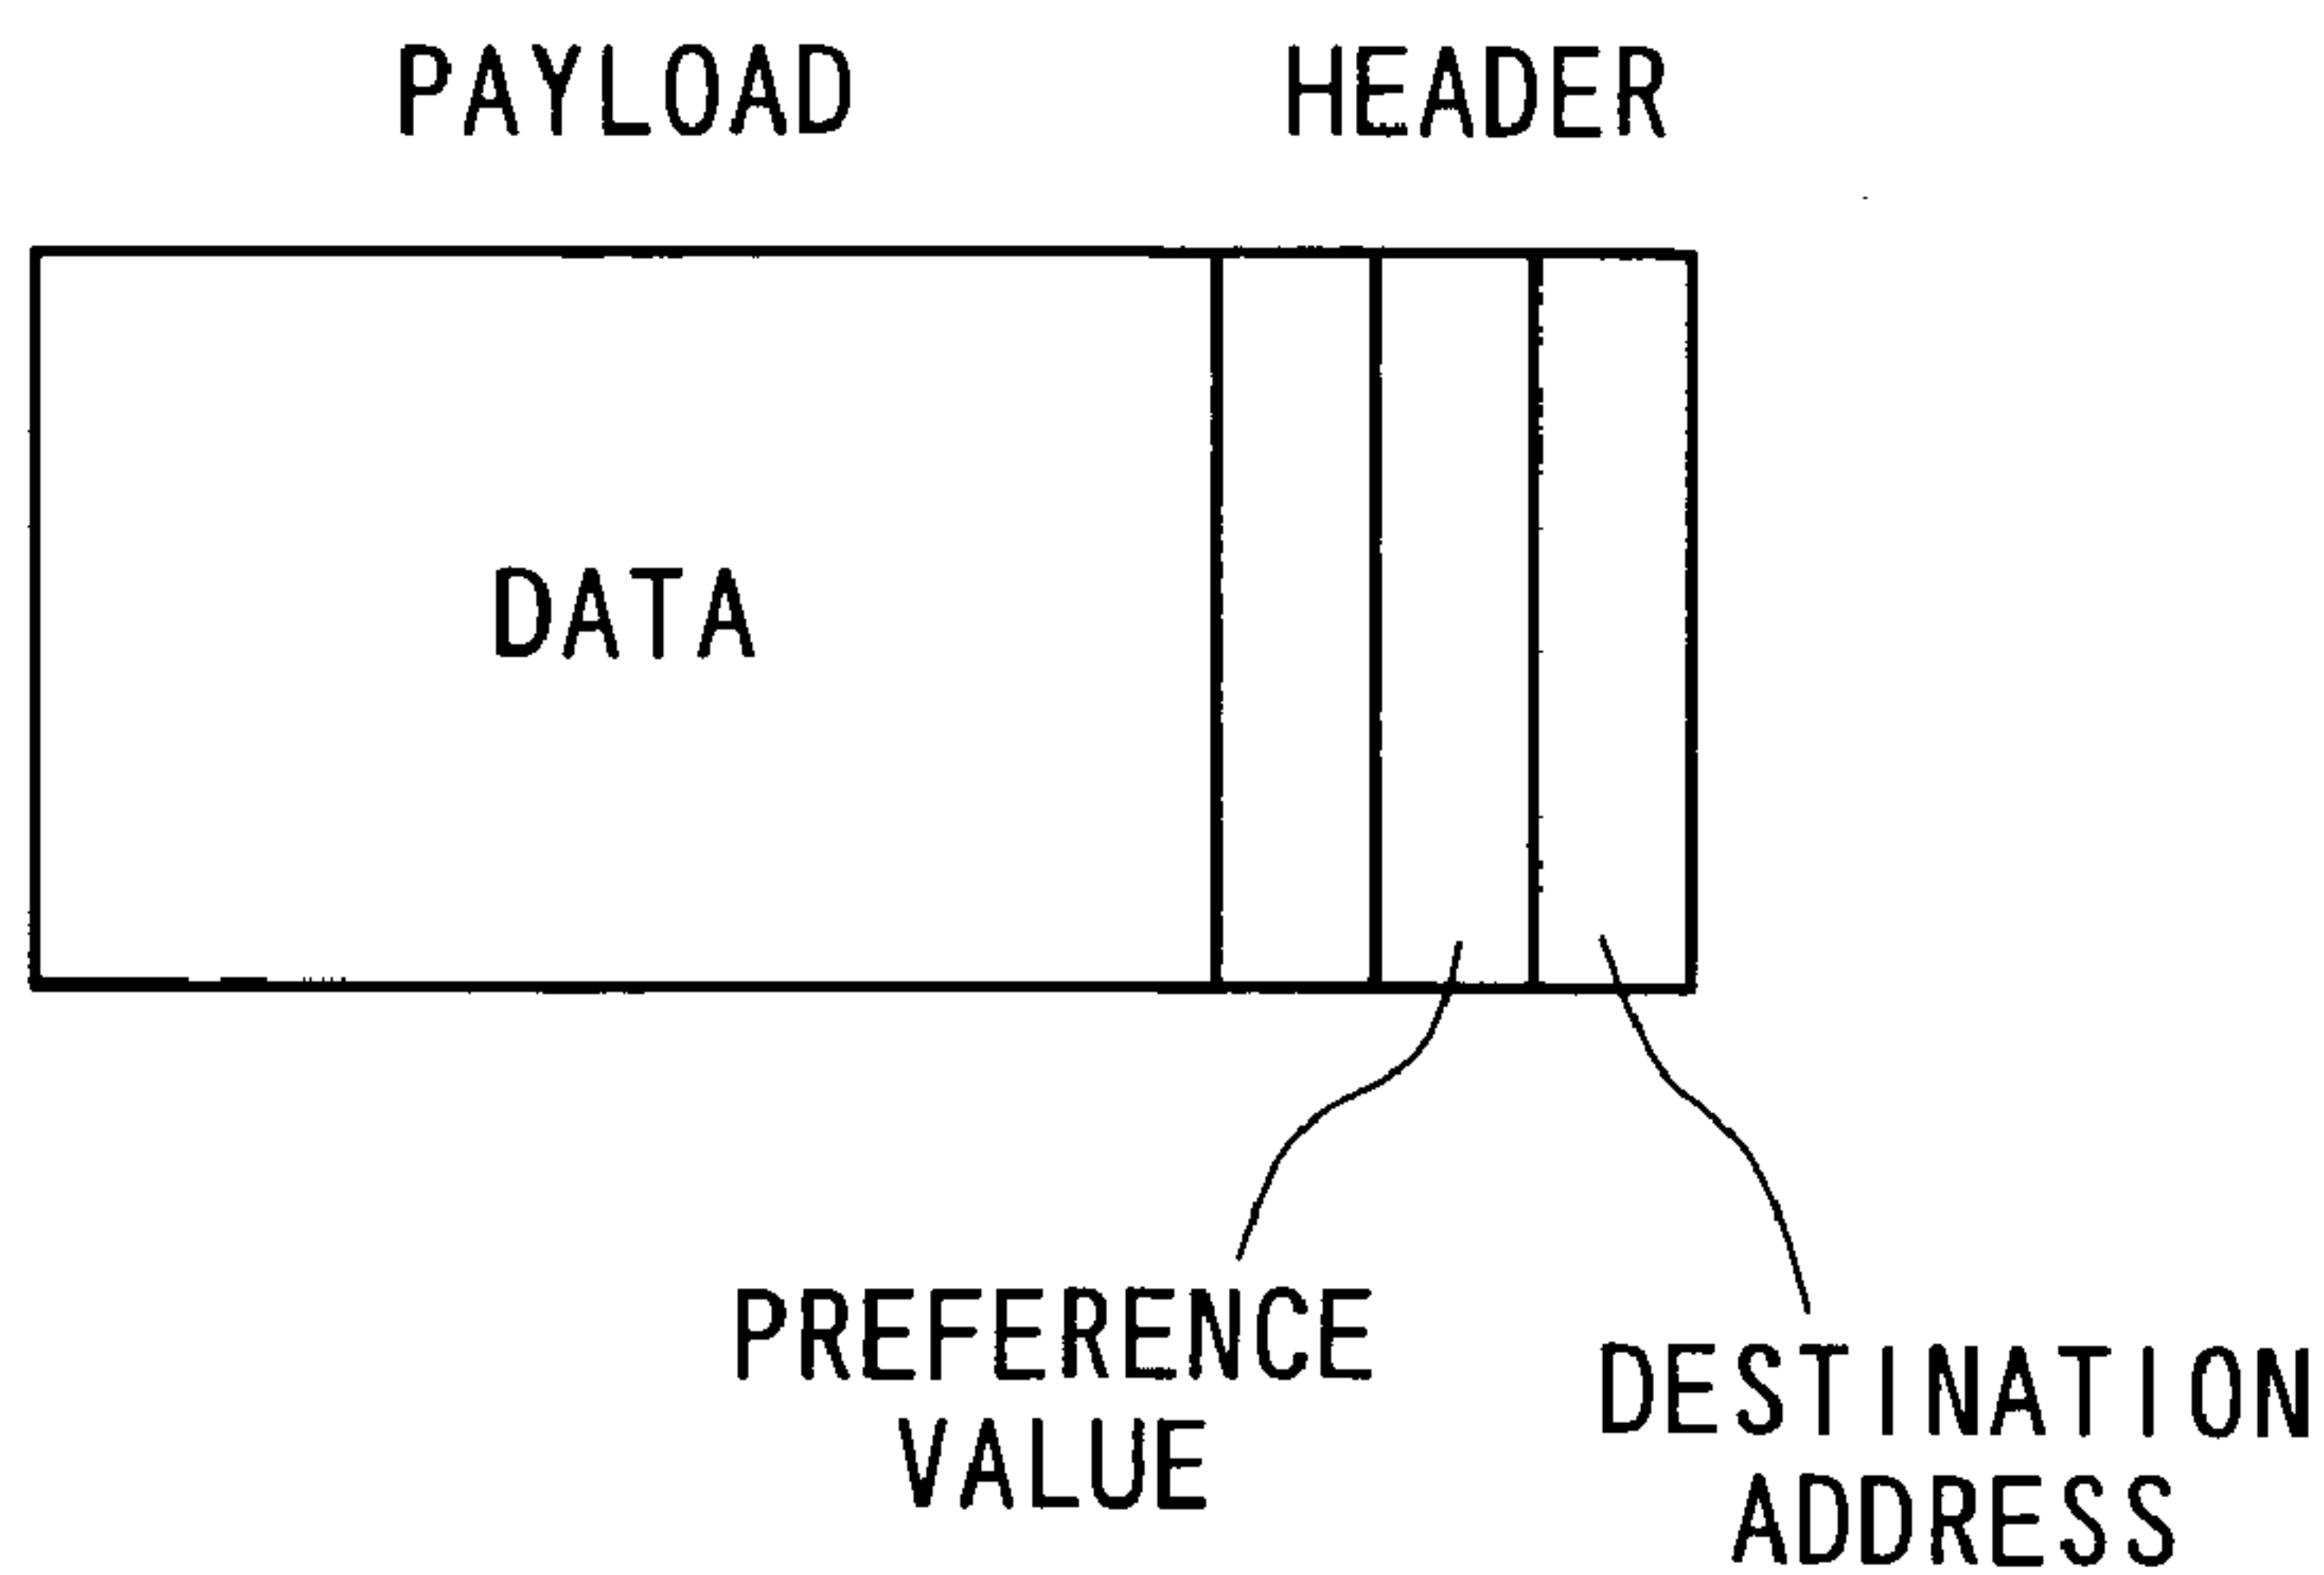 PAYLOAD HEADER
DATA
PREFERENCE
VALUE
DESTINATION
ADDRESS